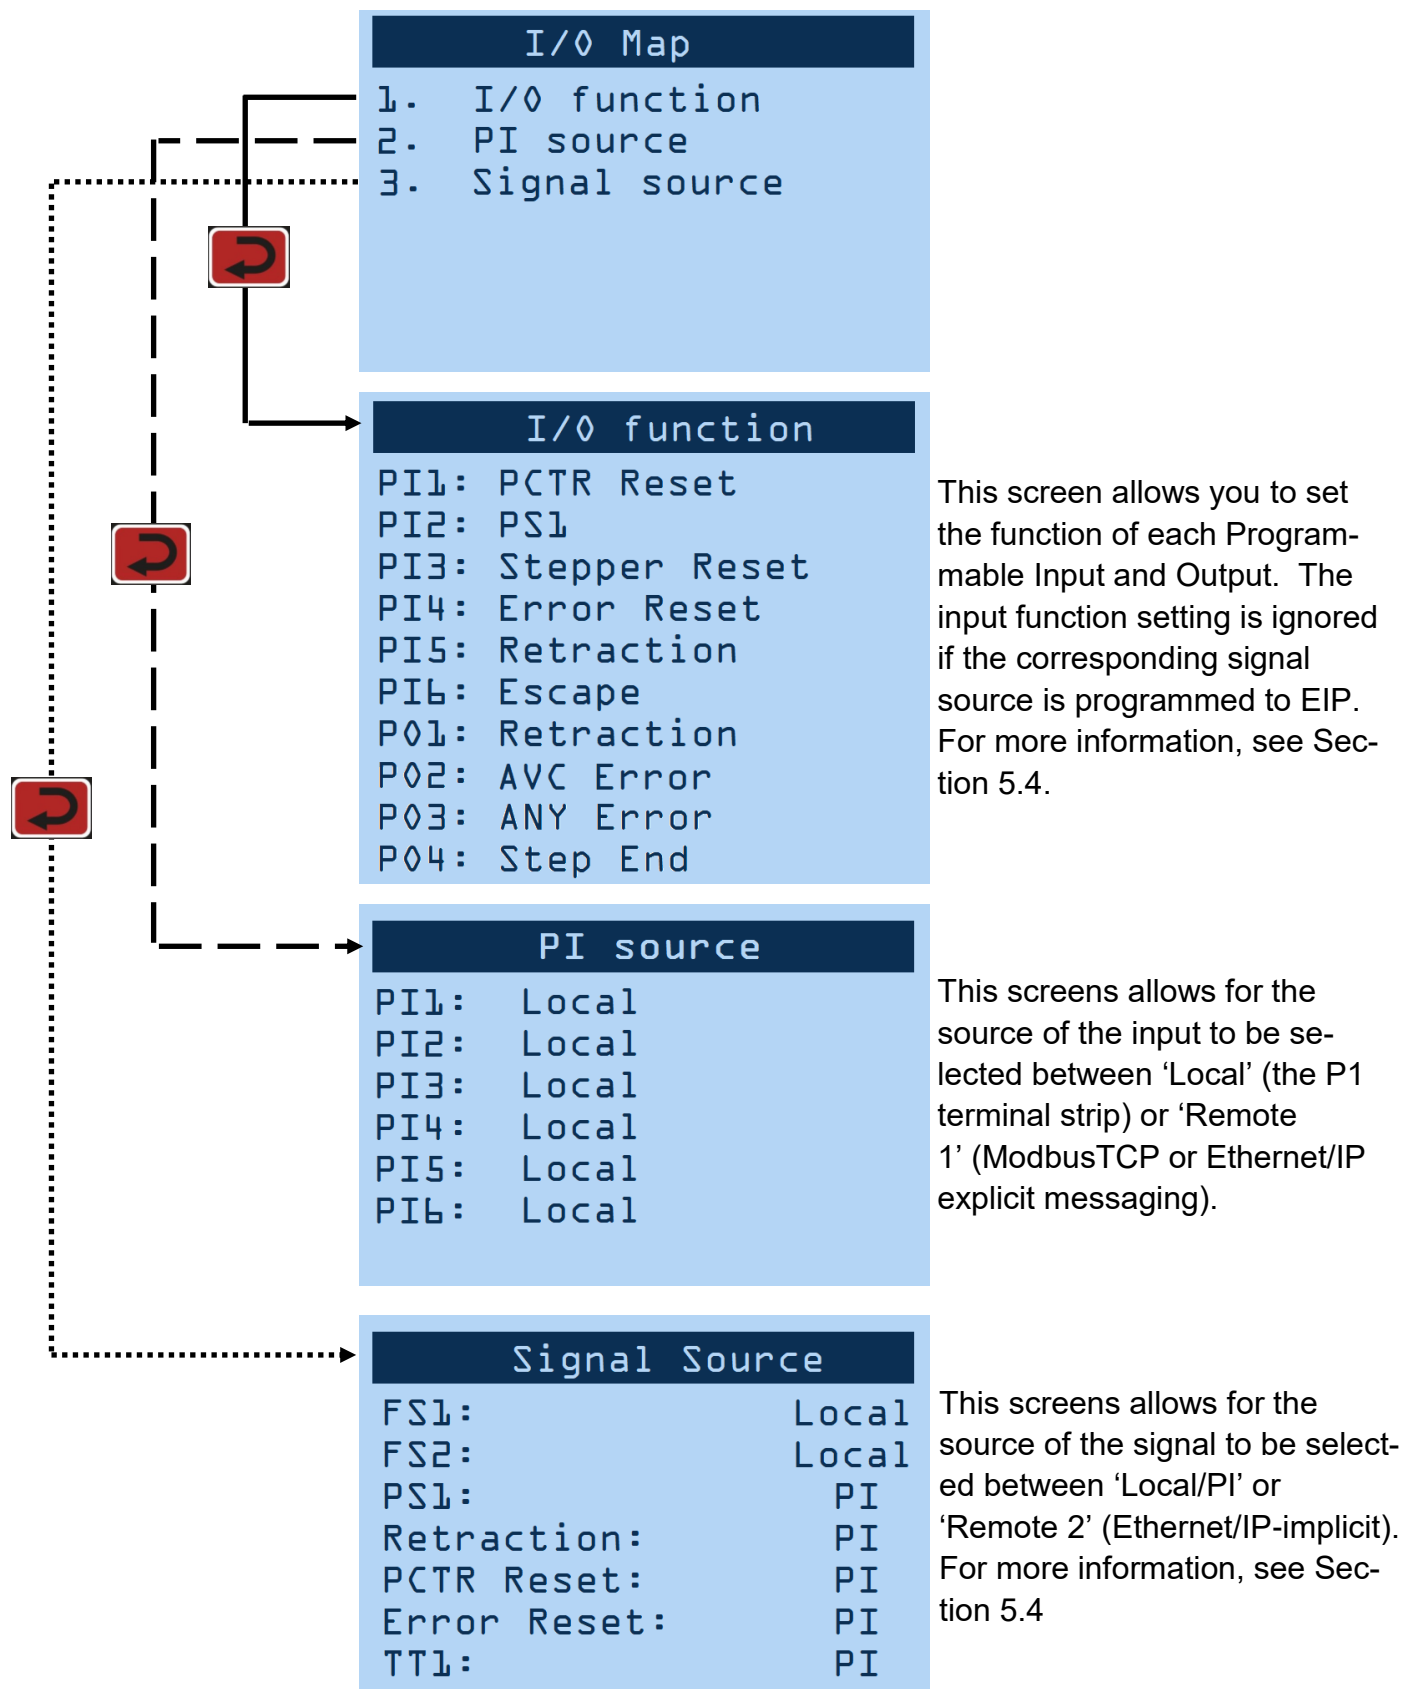 I/O Map
1. I/O function
2. PI source
3. Signal source
I/O function
PI1: PCTR Reset
PI2: PS1
PI3: Stepper Reset
PI4: Error Reset
PI5: Retraction
PI6: Escape
PO1: Retraction
PO2: AVC Error
PO3: ANY Error
PO4: Step End
This screen allows you to set
the function of each Program-
mable Input and Output.  The
input function setting is ignored
if the corresponding signal
source is programmed to EIP.
For more information, see Sec-
tion 5.4.
PI source
PI1: Local
PI2: Local
PI3: Local
PI4: Local
PI5: Local
PI6: Local
This screens allows for the
source of the input to be se-
lected between ‘Local’ (the P1
terminal strip) or ‘Remote
1’ (ModbusTCP or Ethernet/IP
explicit messaging).
Signal Source
FS1: Local
FS2: Local
PS1: PI
Retraction: PI
PCTR Reset: PI
Error Reset: PI
TT1: PI
This screens allows for the
source of the signal to be select-
ed between ‘Local/PI’ or
‘Remote 2’ (Ethernet/IP-implicit).
For more information, see Sec-
tion 5.4